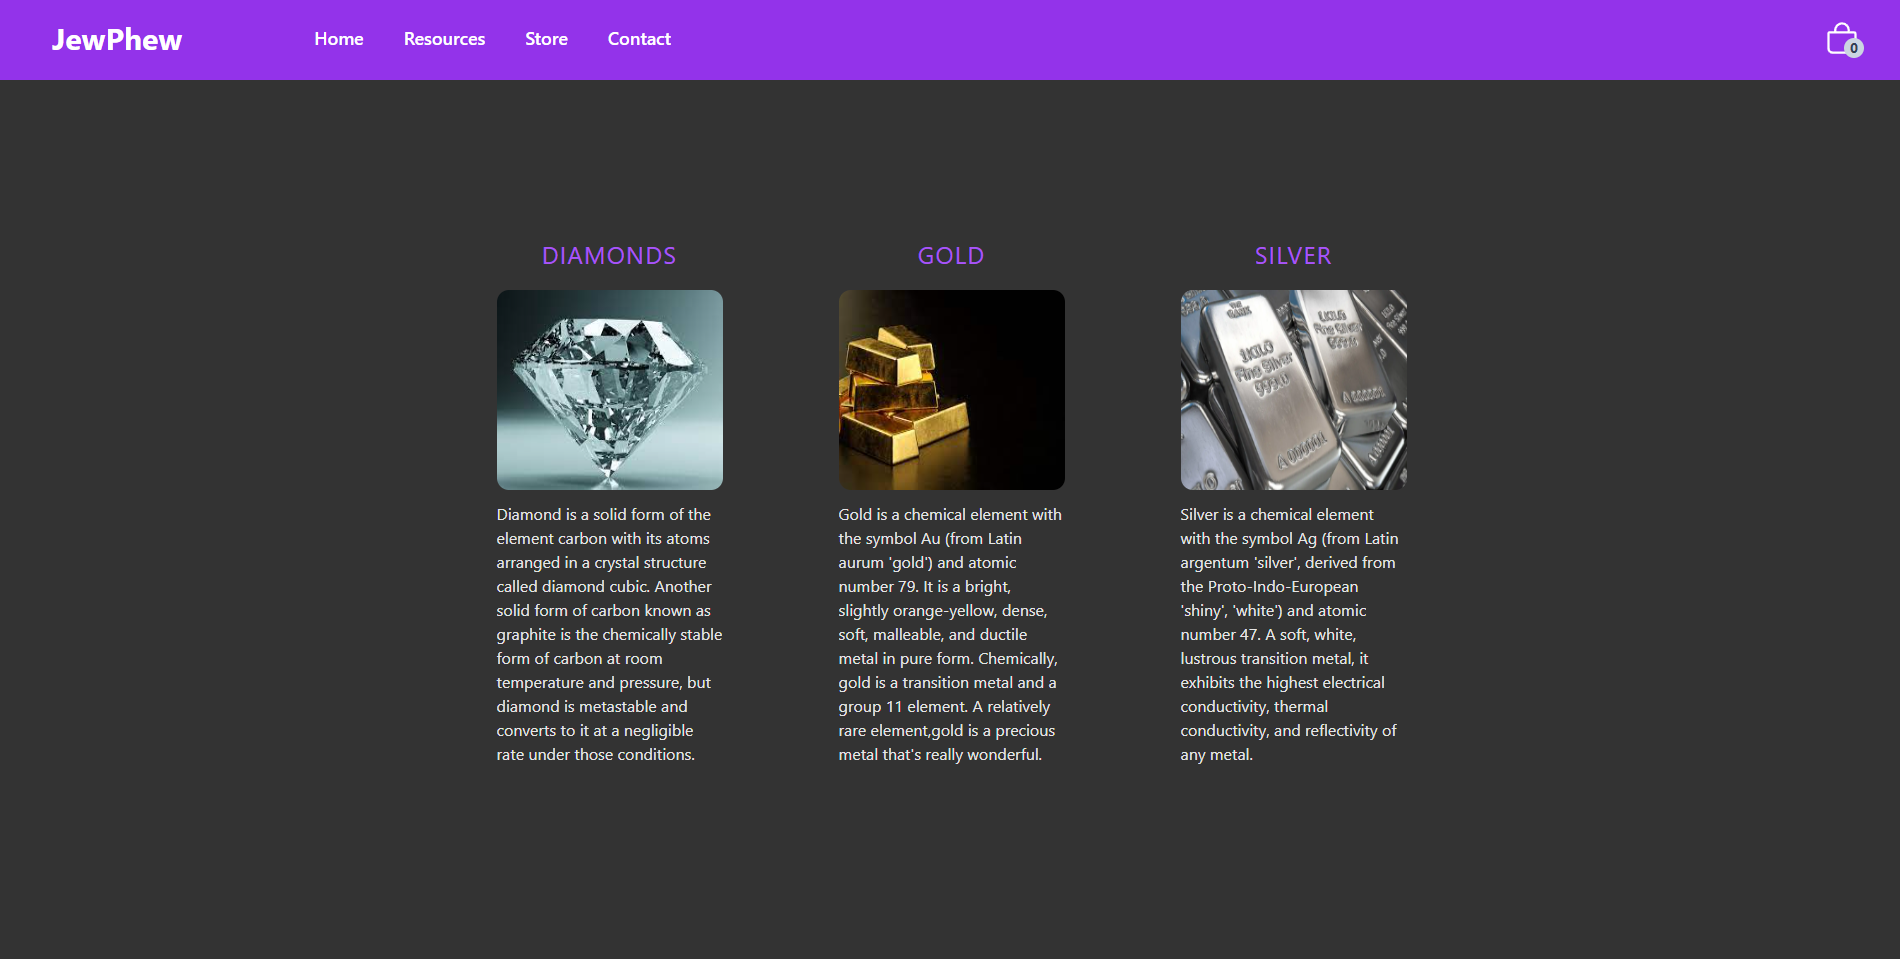 JewPhew
Home
Resources
Store
Contact
0
DIAMONDS
Diamond is a solid form of the
element carbon with its atoms
arranged in a crystal structure
called diamond cubic. Another
solid form of carbon known as
graphite is the chemically stable
form of carbon at room
temperature and pressure, but
diamond is metastable and
converts to it at a negligible
rate under those conditions.
GOLD
Gold is a chemical element with
the symbol Au (from Latin
aurum 'gold') and atomic
number 79. It is a bright,
slightly orange-yellow, dense,
soft, malleable, and ductile
metal in pure form. Chemically,
gold is a transition metal and a
group 11 element. A relatively
rare element,gold is a precious
metal that's really wonderful.
SILVER
1KILO
Fine Silver
999.0
A 000001
1KILO
Fine Silver
Silver is a chemical element
with the symbol Ag (from Latin
argentum 'silver', derived from
the Proto-Indo-European
'shiny', 'white') and atomic
number 47. A soft, white,
lustrous transition metal, it
exhibits the highest electrical
conductivity, thermal
conductivity, and reflectivity of
any metal.